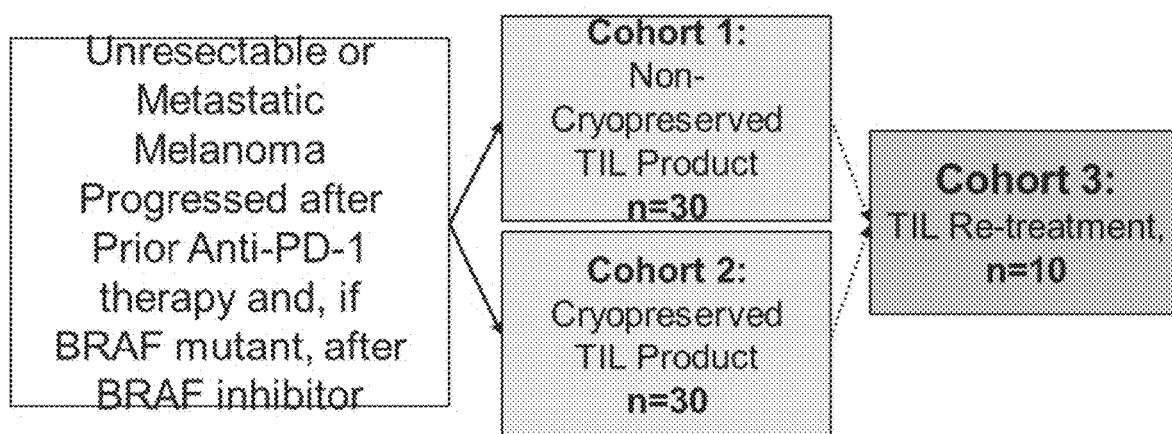 Unresectable or
Metastatic
Melanoma
Progressed after
Prior Anti-PD-1
therapy and, if
BRAF mutant, after
BRAF inhibitor
Cohort 1:
Non-
Cryopreserved
TIL Product
n=30
Cohort 2:
Cryopreserved
TIL Product
n=30
Cohort 3:
TIL Re-treatment,
n=10